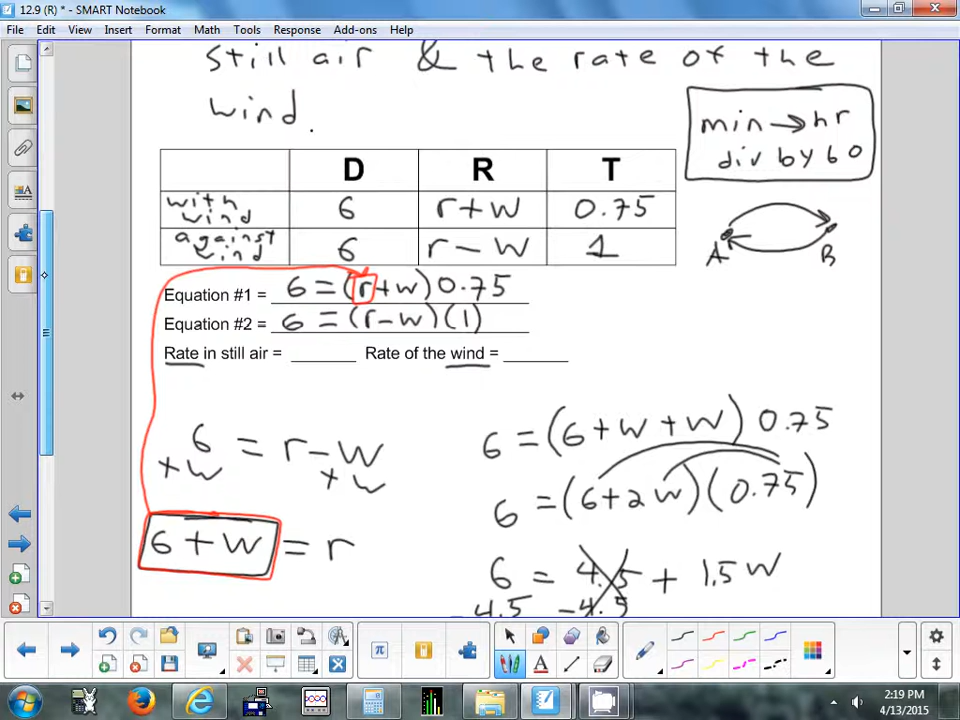 12.9 (R) * - SMART Notebook
File Edit View Insert Format Math Tools Response Add-ons Help
still air & the rate of the
wind.
min → hr
div by 60
D R T
with wind 6 r+w 0.75
against wind 6 r-w 1
A B
Equation #1 = 6 = (r+w) 0.75
Equation #2 = 6 = (r-w)(1)
Rate in still air = ________ Rate of the wind = ________
6 = r-w
+w +w
6+w = r
6 = (6+w+w) 0.75
6 = (6+2w)(0.75)
6 = 4.5 + 1.5w
-4.5 -4.5
2:19 PM
4/13/2015